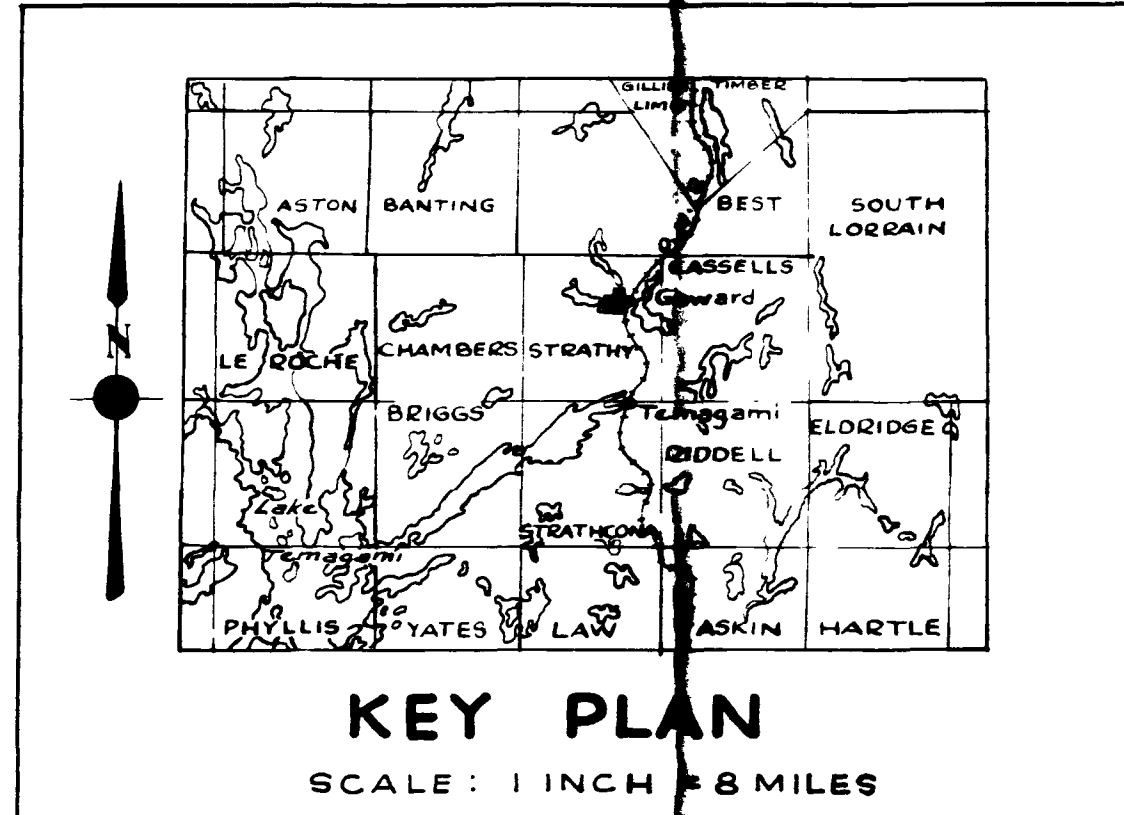 GILLIES TIMBER
LIMIT
ASTON BANTING BEST SOUTH
LORRAIN
CASSELLS
Goward
N
LE ROCHE CHAMBERS STRATHY
BRIGGS Temagami ELDRIDGE
RIDDELL
Lake
Temagami
STRATHCONA
PHYLLIS YATES LAW ASKIN HARTLE
KEY PLAN
SCALE : 1 INCH = 8 MILES